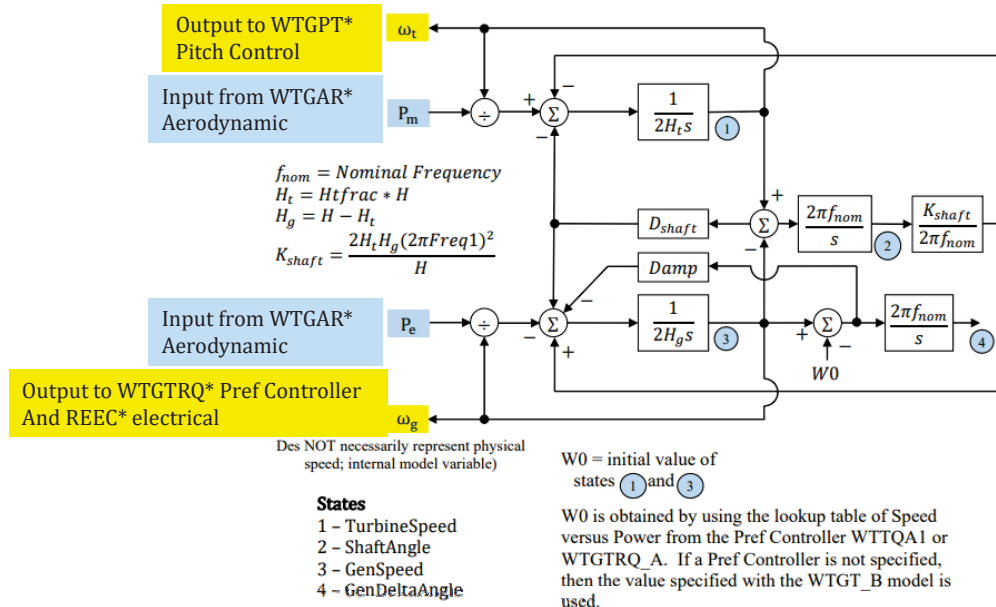 Output to WTGPT*
Pitch Control
ωt
Input from WTGAR*
Aerodynamic
Pm
÷
+
−
−
Σ
1
2Hts
1
fnom = Nominal Frequency
Ht = Htfrac * H
Hg = H − Ht
Kshaft = 2HtHg(2πFreq1)²
H
Dshaft
+
−
Σ
2πfnom
s
2
Kshaft
2πfnom
Damp
Input from WTGAR*
Aerodynamic
Pe
÷
−
−
+
Σ
1
2Hgs
3
+
−
Σ
W0
2πfnom
s
4
Output to WTGTRQ* Pref Controller
And REEC* electrical
ωg
Des NOT necessarily represent physical
speed; internal model variable)
States
1 – TurbineSpeed
2 – ShaftAngle
3 – GenSpeed
4 – GenDeltaAngle
W0 = initial value of
states 1 and 3
W0 is obtained by using the lookup table of Speed
versus Power from the Pref Controller WTTQA1 or
WTGTRQ_A. If a Pref Controller is not specified,
then the value specified with the WTGT_B model is
used.